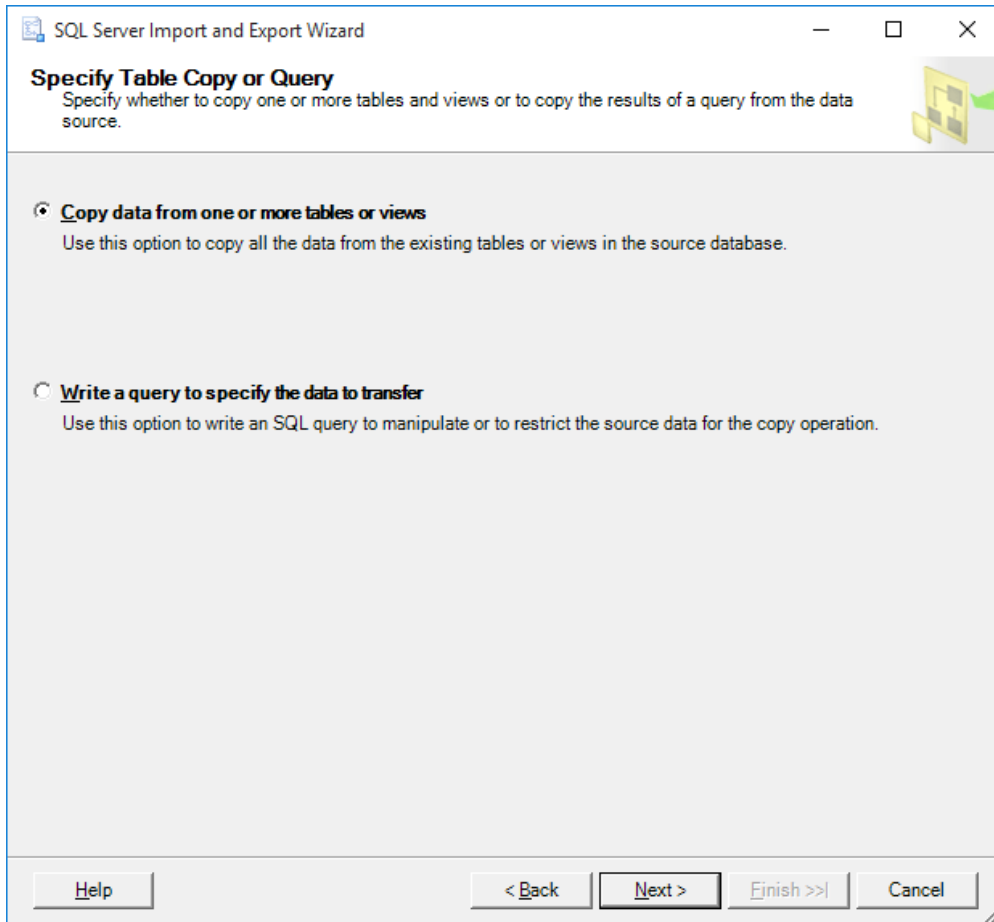 SQL Server Import and Export Wizard
Specify Table Copy or Query
Specify whether to copy one or more tables and views or to copy the results of a query from the data
source.
Copy data from one or more tables or views
Use this option to copy all the data from the existing tables or views in the source database.
Write a query to specify the data to transfer
Use this option to write an SQL query to manipulate or to restrict the source data for the copy operation.
Help < Back Next > Finish >>| Cancel